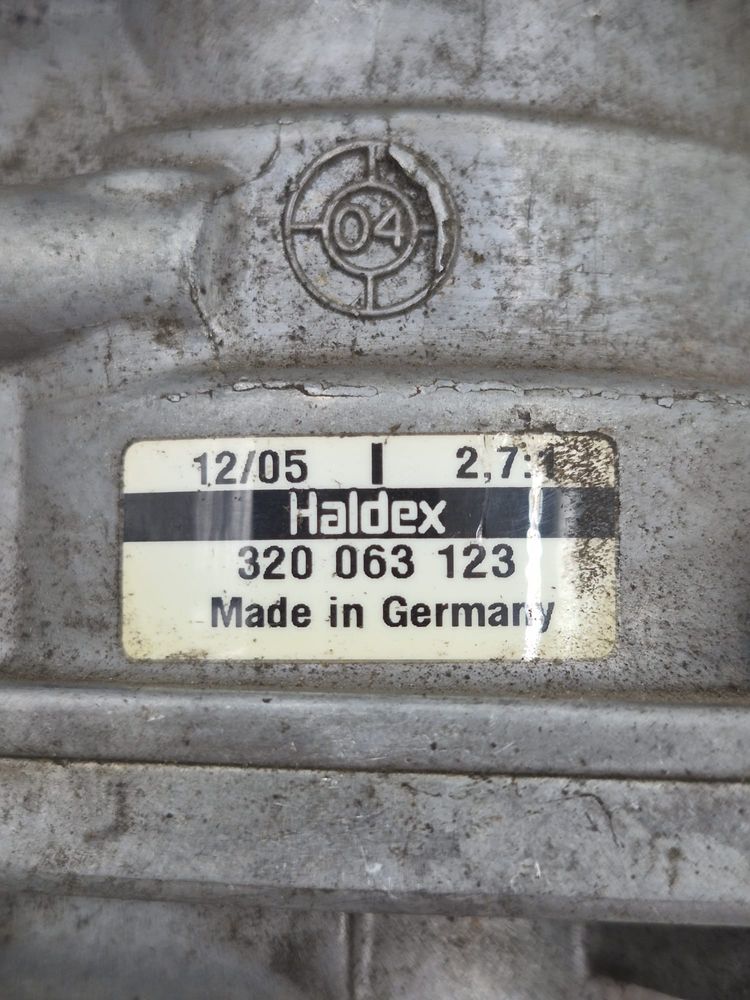 04
12/05 I 2,7:1
Haldex
320 063 123
Made in Germany